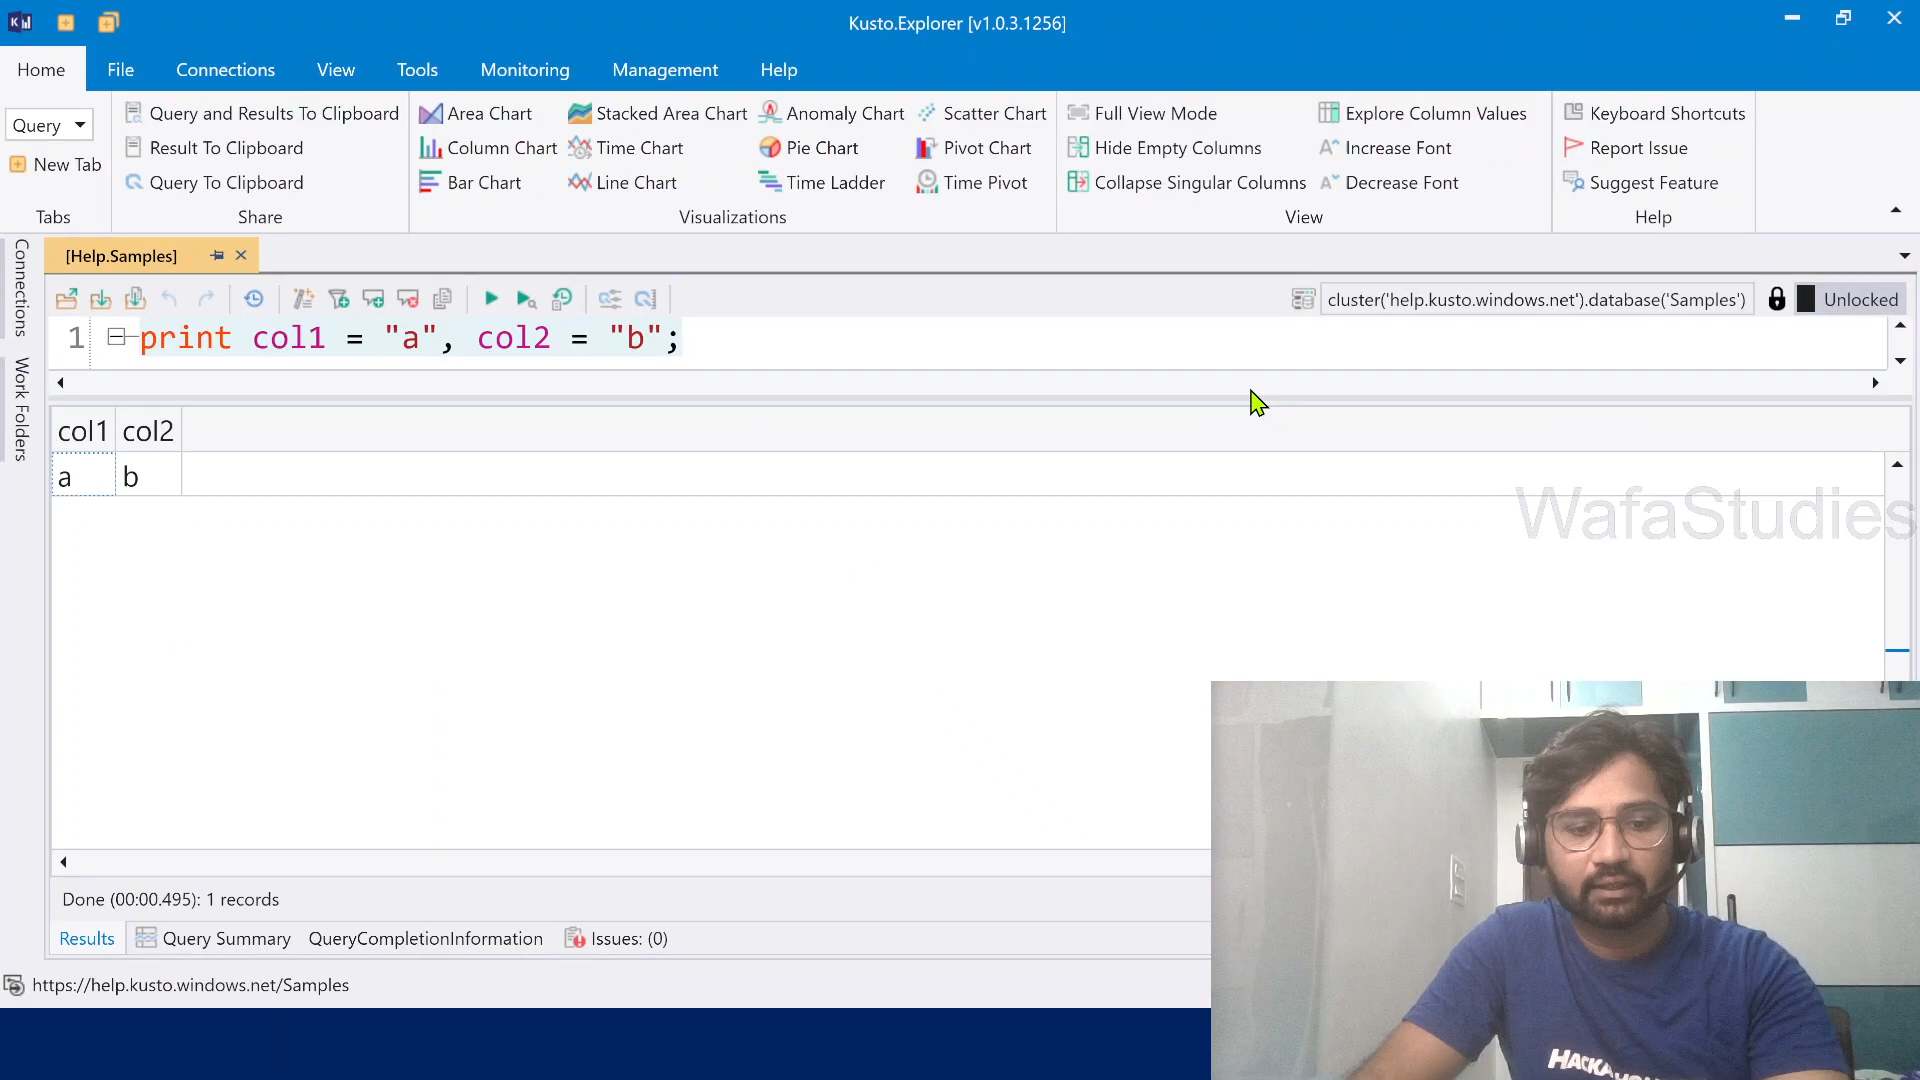 Kusto.Explorer [v1.0.3.1256]
Home File Connections View Tools Monitoring Management Help
Query
New Tab
Tabs
Query and Results To Clipboard
Result To Clipboard
Query To Clipboard
Share
Area Chart Stacked Area Chart Anomaly Chart Scatter Chart
Column Chart Time Chart Pie Chart Pivot Chart
Bar Chart Line Chart Time Ladder Time Pivot
Visualizations
Full View Mode Explore Column Values
Hide Empty Columns Increase Font
Collapse Singular Columns Decrease Font
View
Keyboard Shortcuts
Report Issue
Suggest Feature
Help
Connections
Work Folders
[Help.Samples]
cluster('help.kusto.windows.net').database('Samples') Unlocked
1 print col1 = "a", col2 = "b";
col1 col2
a b
WafaStudies
Done (00:00.495): 1 records
Results Query Summary QueryCompletionInformation Issues: (0)
https://help.kusto.windows.net/Samples